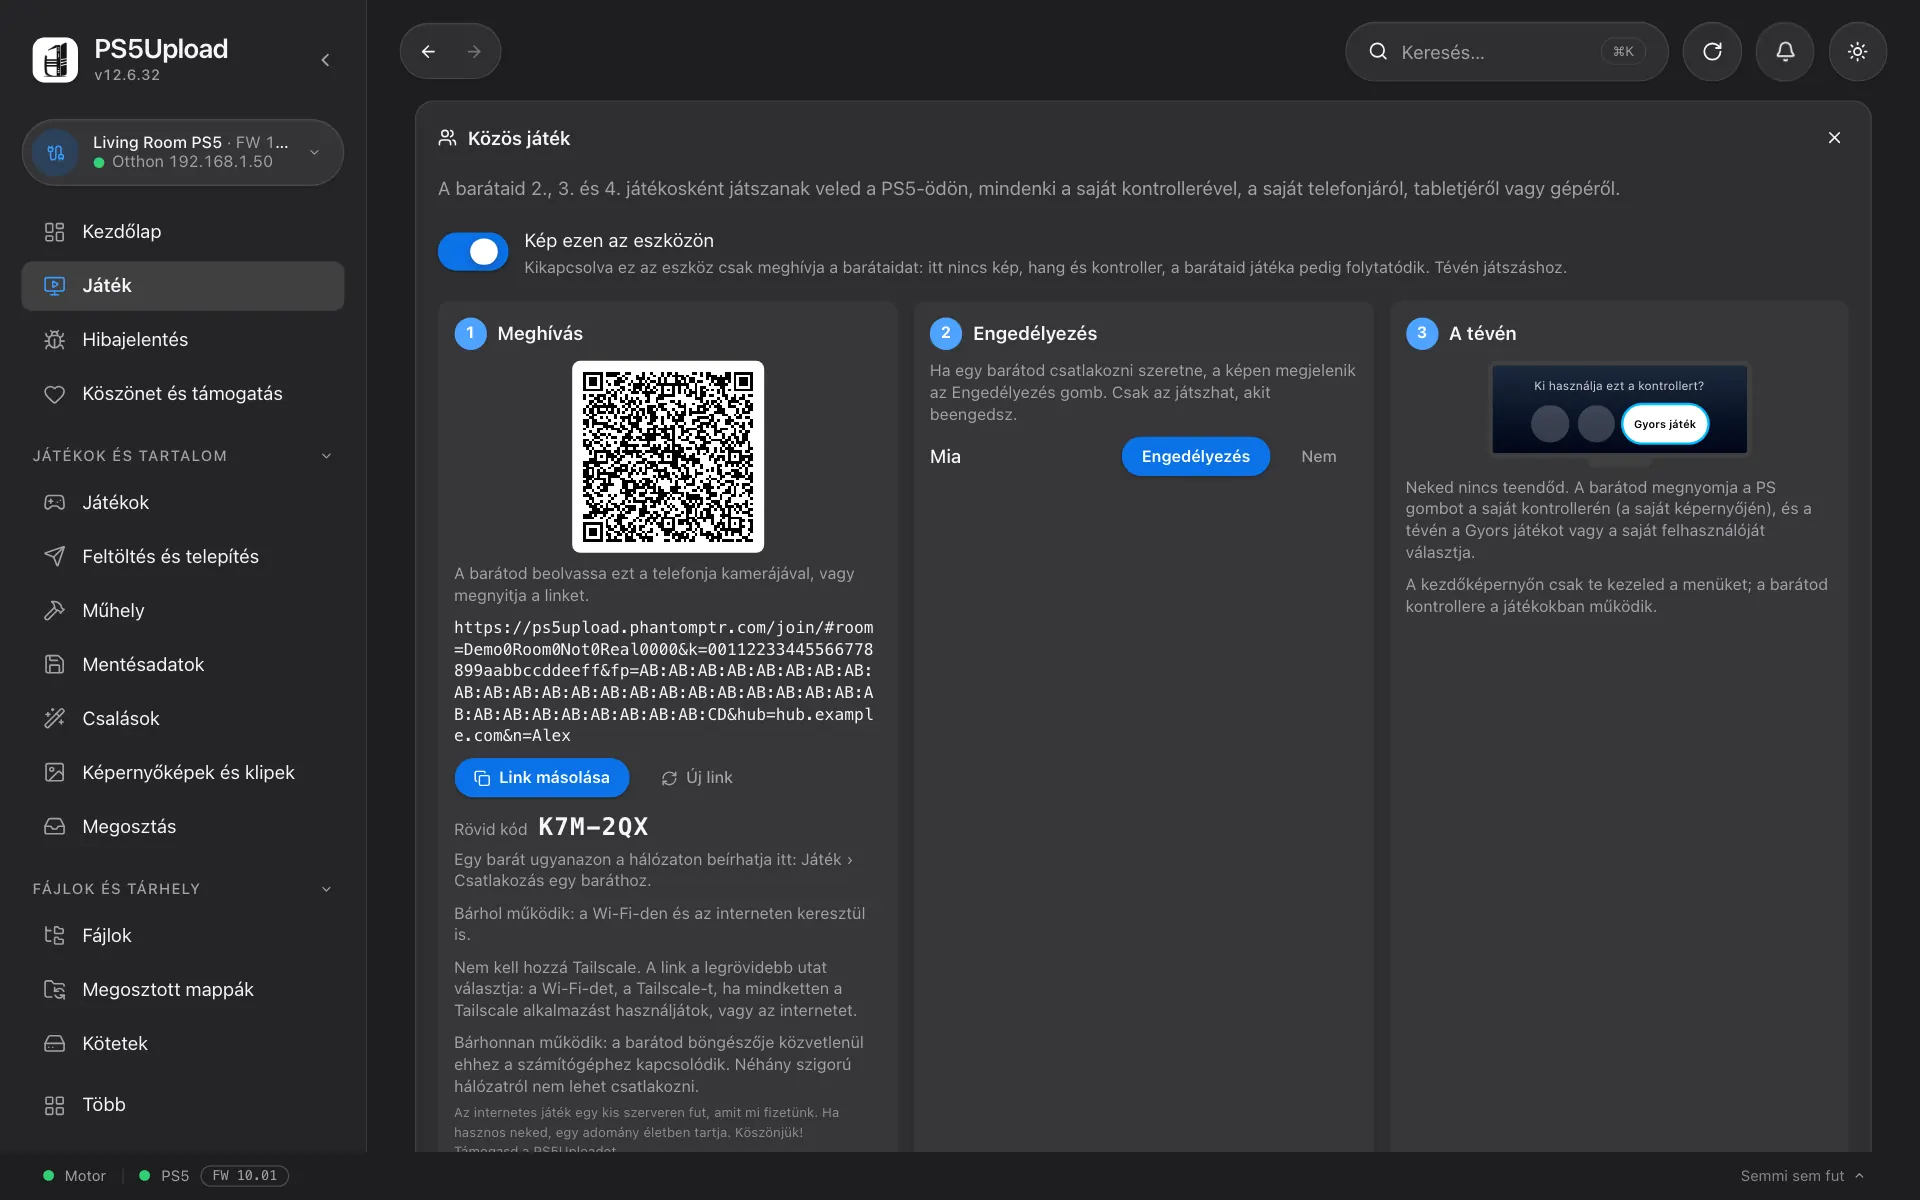 PS5Upload
v12.6.32
Living Room PS5 · FW 1...
Otthon 192.168.1.50
Kezdőlap
Játék
Hibajelentés
Köszönet és támogatás
JÁTÉKOK ÉS TARTALOM
Játékok
Feltöltés és telepítés
Műhely
Mentésadatok
Csalások
Képernyőképek és klipek
Megosztás
FÁJLOK ÉS TÁRHELY
Fájlok
Megosztott mappák
Kötetek
Több
Keresés...
⌘K
Közös játék
A barátaid 2., 3. és 4. játékosként játszanak veled a PS5-ödön, mindenki a saját kontrollerével, a saját telefonjáról, tabletjéről vagy gépéről.
Kép ezen az eszközön
Kikapcsolva ez az eszköz csak meghívja a barátaidat: itt nincs kép, hang és kontroller, a barátaid játéka pedig folytatódik. Tévén játszáshoz.
1 Meghívás
A barátod beolvassa ezt a telefonja kamerájával, vagy
megnyitja a linket.
https://ps5upload.phantomptr.com/join/#room
=Demo0Room0Not0Real0000&k=00112233445566778
899aabbccddeeff&fp=AB:AB:AB:AB:AB:AB:AB:AB:
AB:AB:AB:AB:AB:AB:AB:AB:AB:AB:AB:AB:AB:AB:A
B:AB:AB:AB:AB:AB:AB:AB:AB:CD&hub=hub.exampl
e.com&n=Alex
Link másolása
Új link
Rövid kód K7M-2QX
Egy barát ugyanazon a hálózaton beírhatja itt: Játék ›
Csatlakozás egy baráthoz.
Bárhol működik: a Wi-Fi-den és az interneten keresztül
is.
Nem kell hozzá Tailscale. A link a legrövidebb utat
választja: a Wi-Fi-det, a Tailscale-t, ha mindketten a
Tailscale alkalmazást használjátok, vagy az internetet.
Bárhonnan működik: a barátod böngészője közvetlenül
ehhez a számítógéphez kapcsolódik. Néhány szigorú
hálózatról nem lehet csatlakozni.
Az internetes játék egy kis szerveren fut, amit mi fizetünk. Ha
hasznos neked, egy adomány életben tartja. Köszönjük!
Támogasd a PS5Uploadot
2 Engedélyezés
Ha egy barátod csatlakozni szeretne, a képen megjelenik
az Engedélyezés gomb. Csak az játszhat, akit
beengedsz.
Mia
Engedélyezés
Nem
3 A tévén
Ki használja ezt a kontrollert?
Gyors játék
Neked nincs teendőd. A barátod megnyomja a PS
gombot a saját kontrollerén (a saját képernyőjén), és a
tévén a Gyors játékot vagy a saját felhasználóját
választja.
A kezdőképernyőn csak te kezeled a menüket; a barátod
kontrollere a játékokban működik.
Motor
PS5
FW 10.01
Semmi sem fut